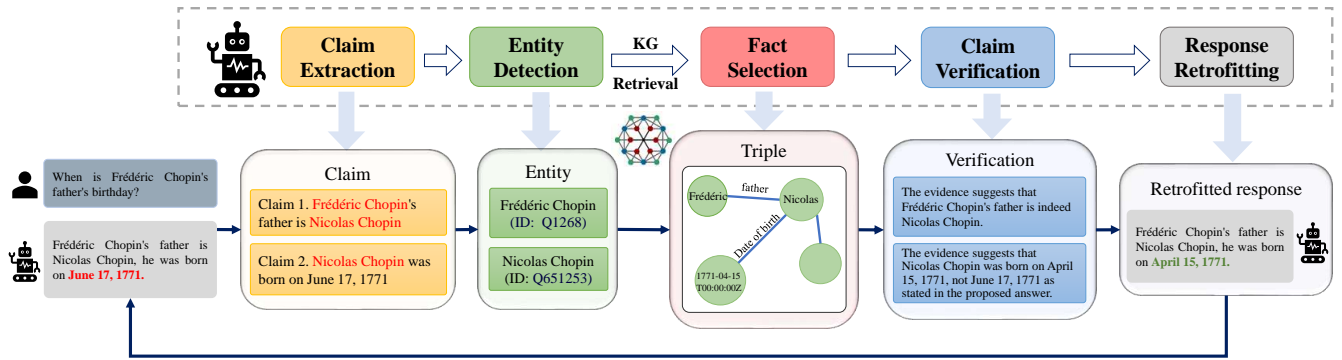 Claim
Extraction
Entity
Detection
KG
Retrieval
Fact
Selection
Claim
Verification
Response
Retrofitting
When is Frédéric Chopin's
father's birthday?
Frédéric Chopin's father is
Nicolas Chopin, he was born
on June 17, 1771.
Claim
Claim 1. Frédéric Chopin's
father is Nicolas Chopin
Claim 2. Nicolas Chopin was
born on June 17, 1771
Entity
Frédéric Chopin
(ID: Q1268)
Nicolas Chopin
(ID: Q651253)
Triple
Frédéric
father
Nicolas
Date of birth
1771-04-15
T00:00:00Z
Verification
The evidence suggests that
Frédéric Chopin's father is indeed
Nicolas Chopin.
The evidence suggests that
Nicolas Chopin was born on April
15, 1771, not June 17, 1771 as
stated in the proposed answer.
Retrofitted response
Frédéric Chopin's father is
Nicolas Chopin, he was born
on April 15, 1771.